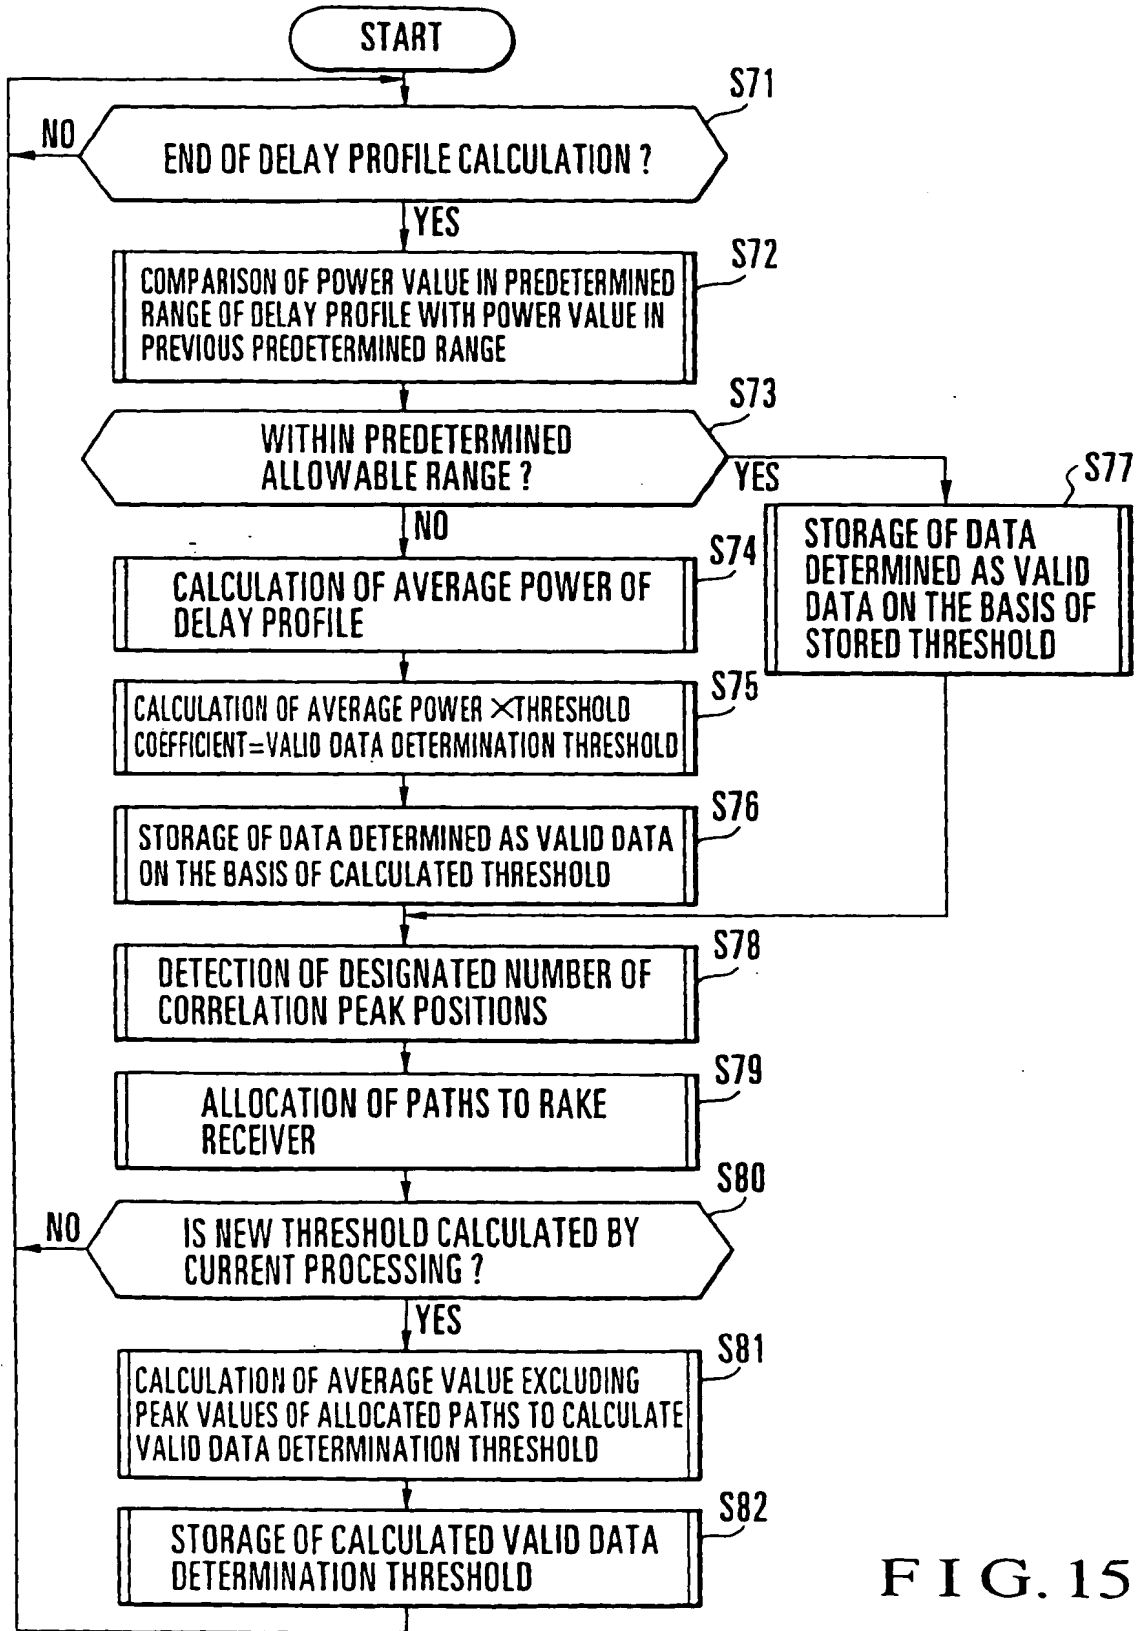 START
S71
NO
END OF DELAY PROFILE CALCULATION ?
YES
S72
COMPARISON OF POWER VALUE IN PREDETERMINED
RANGE OF DELAY PROFILE WITH POWER VALUE IN
PREVIOUS PREDETERMINED RANGE
S73
WITHIN PREDETERMINED
ALLOWABLE RANGE ?
YES
S77
NO
STORAGE OF DATA
DETERMINED AS VALID
DATA ON THE BASIS OF
STORED THRESHOLD
S74
CALCULATION OF AVERAGE POWER OF
DELAY PROFILE
S75
CALCULATION OF AVERAGE POWER ×THRESHOLD
COEFFICIENT=VALID DATA DETERMINATION THRESHOLD
S76
STORAGE OF DATA DETERMINED AS VALID DATA
ON THE BASIS OF CALCULATED THRESHOLD
S78
DETECTION OF DESIGNATED NUMBER OF
CORRELATION PEAK POSITIONS
S79
ALLOCATION OF PATHS TO RAKE
RECEIVER
S80
NO
IS NEW THRESHOLD CALCULATED BY
CURRENT PROCESSING ?
YES
S81
CALCULATION OF AVERAGE VALUE EXCLUDING
PEAK VALUES OF ALLOCATED PATHS TO CALCULATE
VALID DATA DETERMINATION THRESHOLD
S82
STORAGE OF CALCULATED VALID DATA
DETERMINATION THRESHOLD
FIG. 15